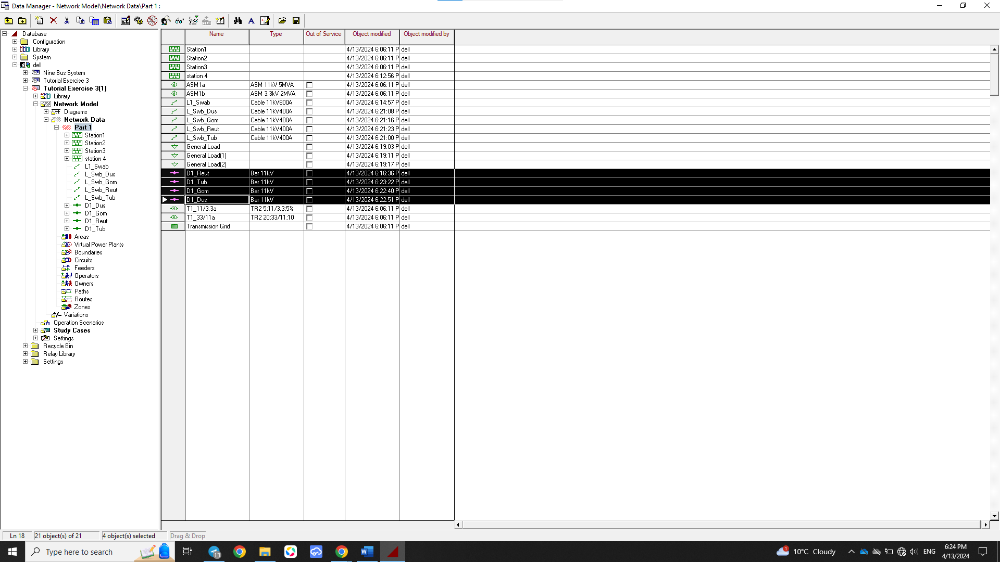 Data Manager - Network Model\Network Data\Part 1 :
Database
Configuration
Library
System
dell
Nine Bus System
Tutorial Exercise 3
Tutorial Exercise 3(1)
Library
Network Model
Diagrams
Network Data
Part 1
Station1
Station2
Station3
station 4
L1_Swab
L_Swb_Dus
L_Swb_Gom
L_Swb_Reut
L_Swb_Tub
D1_Dus
D1_Gom
D1_Reut
D1_Tub
Areas
Virtual Power Plants
Boundaries
Circuits
Feeders
Operators
Owners
Paths
Routes
Zones
Variations
Operation Scenarios
Study Cases
Settings
Recycle Bin
Relay Library
Settings
Name Type Out of Service Object modified Object modified by
Station1 4/13/2024 6:06:11 P dell
Station2 4/13/2024 6:06:11 P dell
Station3 4/13/2024 6:06:11 P dell
station 4 4/13/2024 6:12:56 P dell
ASM1a ASM 11kV 5MVA 4/13/2024 6:06:11 P dell
ASM1b ASM 3.3kV 2MVA 4/13/2024 6:06:11 P dell
L1_Swab Cable 11kV800A 4/13/2024 6:14:57 P dell
L_Swb_Dus Cable 11kV400A 4/13/2024 6:21:08 P dell
L_Swb_Gom Cable 11kV400A 4/13/2024 6:21:16 P dell
L_Swb_Reut Cable 11kV400A 4/13/2024 6:21:23 P dell
L_Swb_Tub Cable 11kV400A 4/13/2024 6:21:00 P dell
General Load 4/13/2024 6:19:03 P dell
General Load(1) 4/13/2024 6:19:11 P dell
General Load(2) 4/13/2024 6:19:17 P dell
D1_Reut Bar 11kV 4/13/2024 6:16:36 P dell
D1_Tub Bar 11kV 4/13/2024 6:23:22 P dell
D1_Gom Bar 11kV 4/13/2024 6:22:40 P dell
D1_Dus Bar 11kV 4/13/2024 6:22:51 P dell
T1_11/3.3a TR2 5;11/3.3;5% 4/13/2024 6:06:11 P dell
T1_33/11a TR2 20;33/11;10 4/13/2024 6:06:11 P dell
Transmission Grid 4/13/2024 6:06:11 P dell
Ln 18 21 object(s) of 21 4 object(s) selected Drag & Drop
Type here to search
13
1
10°C Cloudy
ENG
6:24 PM
4/13/2024